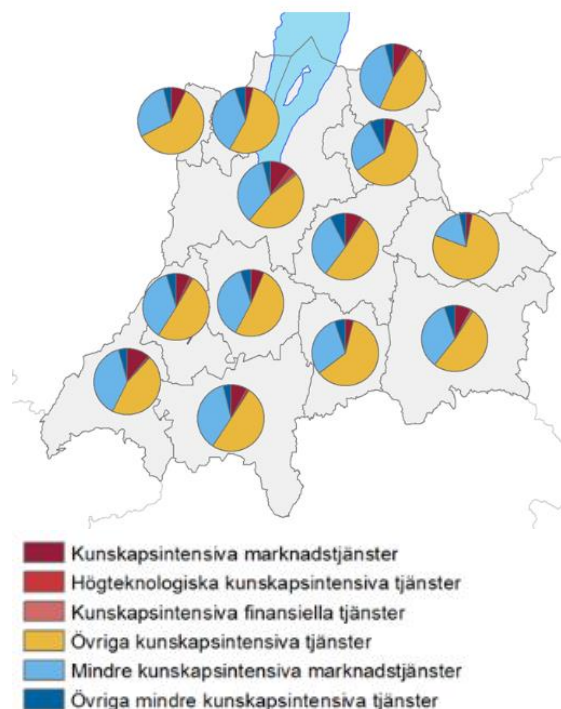 Kunskapsintensiva marknadstjänster
Högteknologiska kunskapsintensiva tjänster
Kunskapsintensiva finansiella tjänster
Övriga kunskapsintensiva tjänster
Mindre kunskapsintensiva marknadstjänster
Övriga mindre kunskapsintensiva tjänster